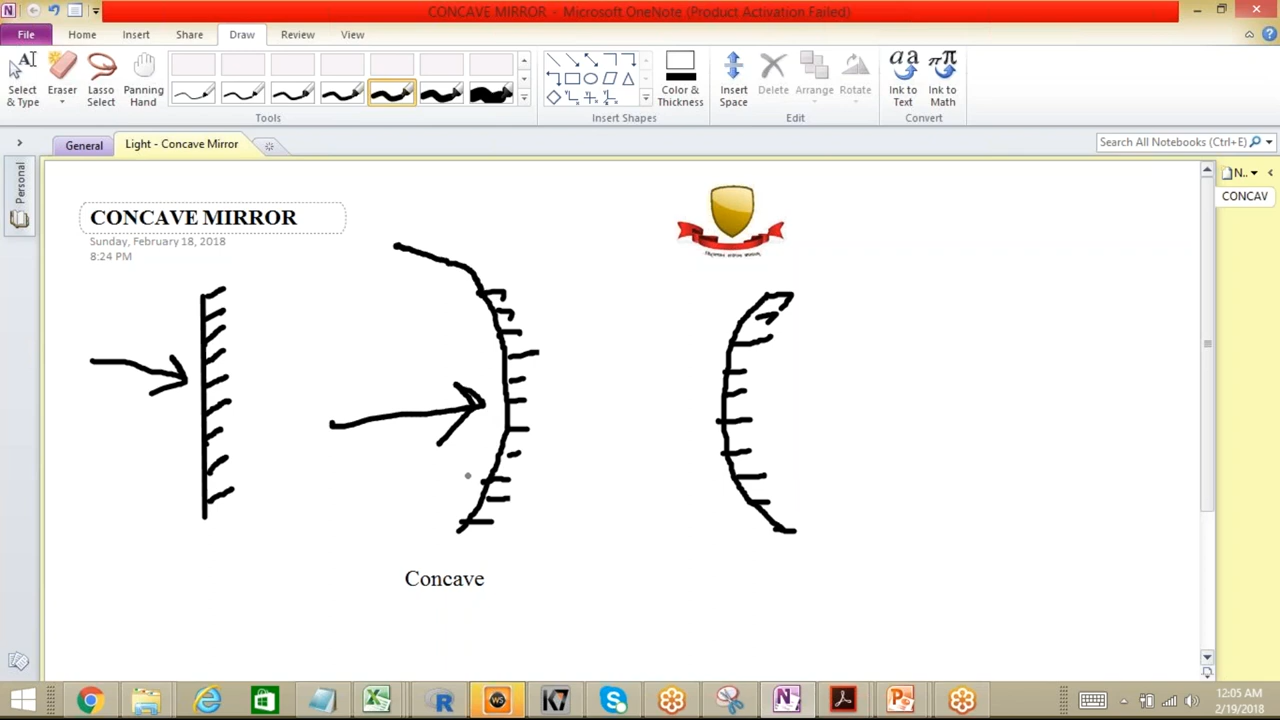 CONCAVE MIRROR - Microsoft OneNote (Product Activation Failed)
File Home Insert Share Draw Review View
Select & Type
Eraser
Lasso Select
Panning Hand
Color & Thickness
Insert Space
Delete
Arrange
Rotate
Ink to Text
Ink to Math
Tools
Insert Shapes
Edit
Convert
General
Light - Concave Mirror
Search All Notebooks (Ctrl+E)
Personal
N..
CONCAV
CONCAVE MIRROR
Sunday, February 18, 2018
8:24 PM
Concave
12:05 AM
2/19/2018